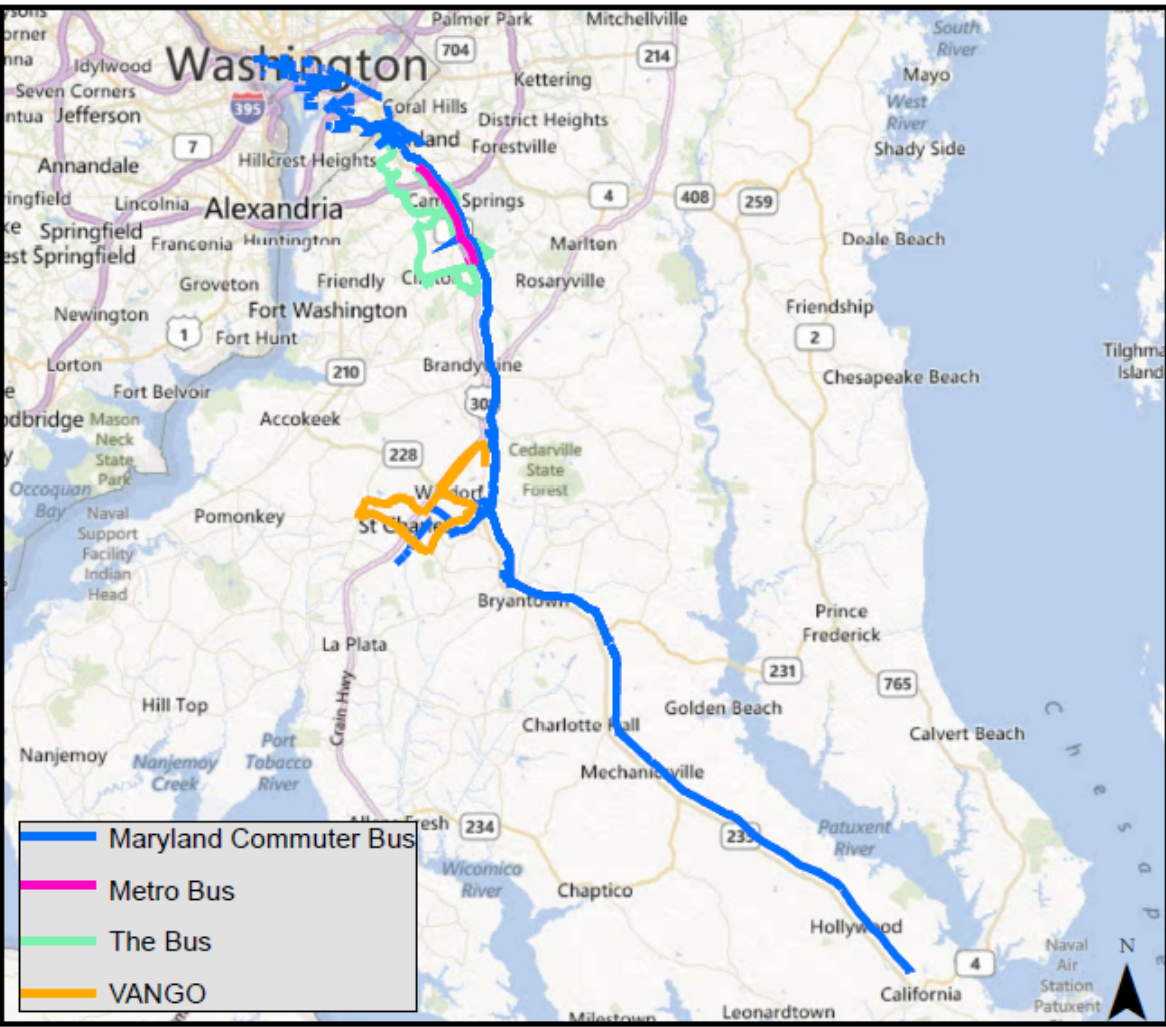 Palmer Park
Mitchellville
South
River
704
214
Idylwood
Washington
Kettering
Mayo
Seven Corners
395
Coral Hills
West
River
Jefferson
District Heights
7
Forestville
Shady Side
Annandale
Hillcrest Heights
Lincolnia
Alexandria
Springs
4
408
259
Springfield
Franconia
Huntington
Marlton
Deale Beach
est Springfield
Groveton
Friendly
Rosaryville
Newington
Fort Washington
Friendship
1
Fort Hunt
2
Tilghma
Island
Lorton
210
Chesapeake Beach
Fort Belvoir
Accokeek
Mason
Neck
State
Park
228
Cedarville
State
Forest
Occoquan
Bay
Naval
Support
Facility
Indian
Head
Pomonkey
Bryantown
Prince
Frederick
La Plata
231
765
Hill Top
Crain Hwy
Golden Beach
Calvert Beach
Nanjemoy
Nanjemoy
Creek
Port
Tobacco
River
234
Patuxent
River
Wicomico
River
Chaptico
Naval
Air
Station
Patuxent
N
4
California
Milestown
Leonardtown
Maryland Commuter Bus
Metro Bus
The Bus
VANGO